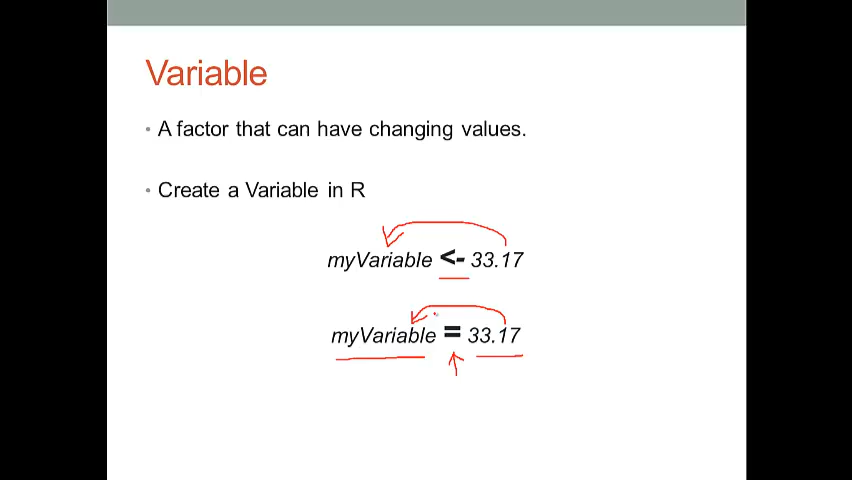 Variable
• A factor that can have changing values.
• Create a Variable in R
myVariable <- 33.17
myVariable = 33.17